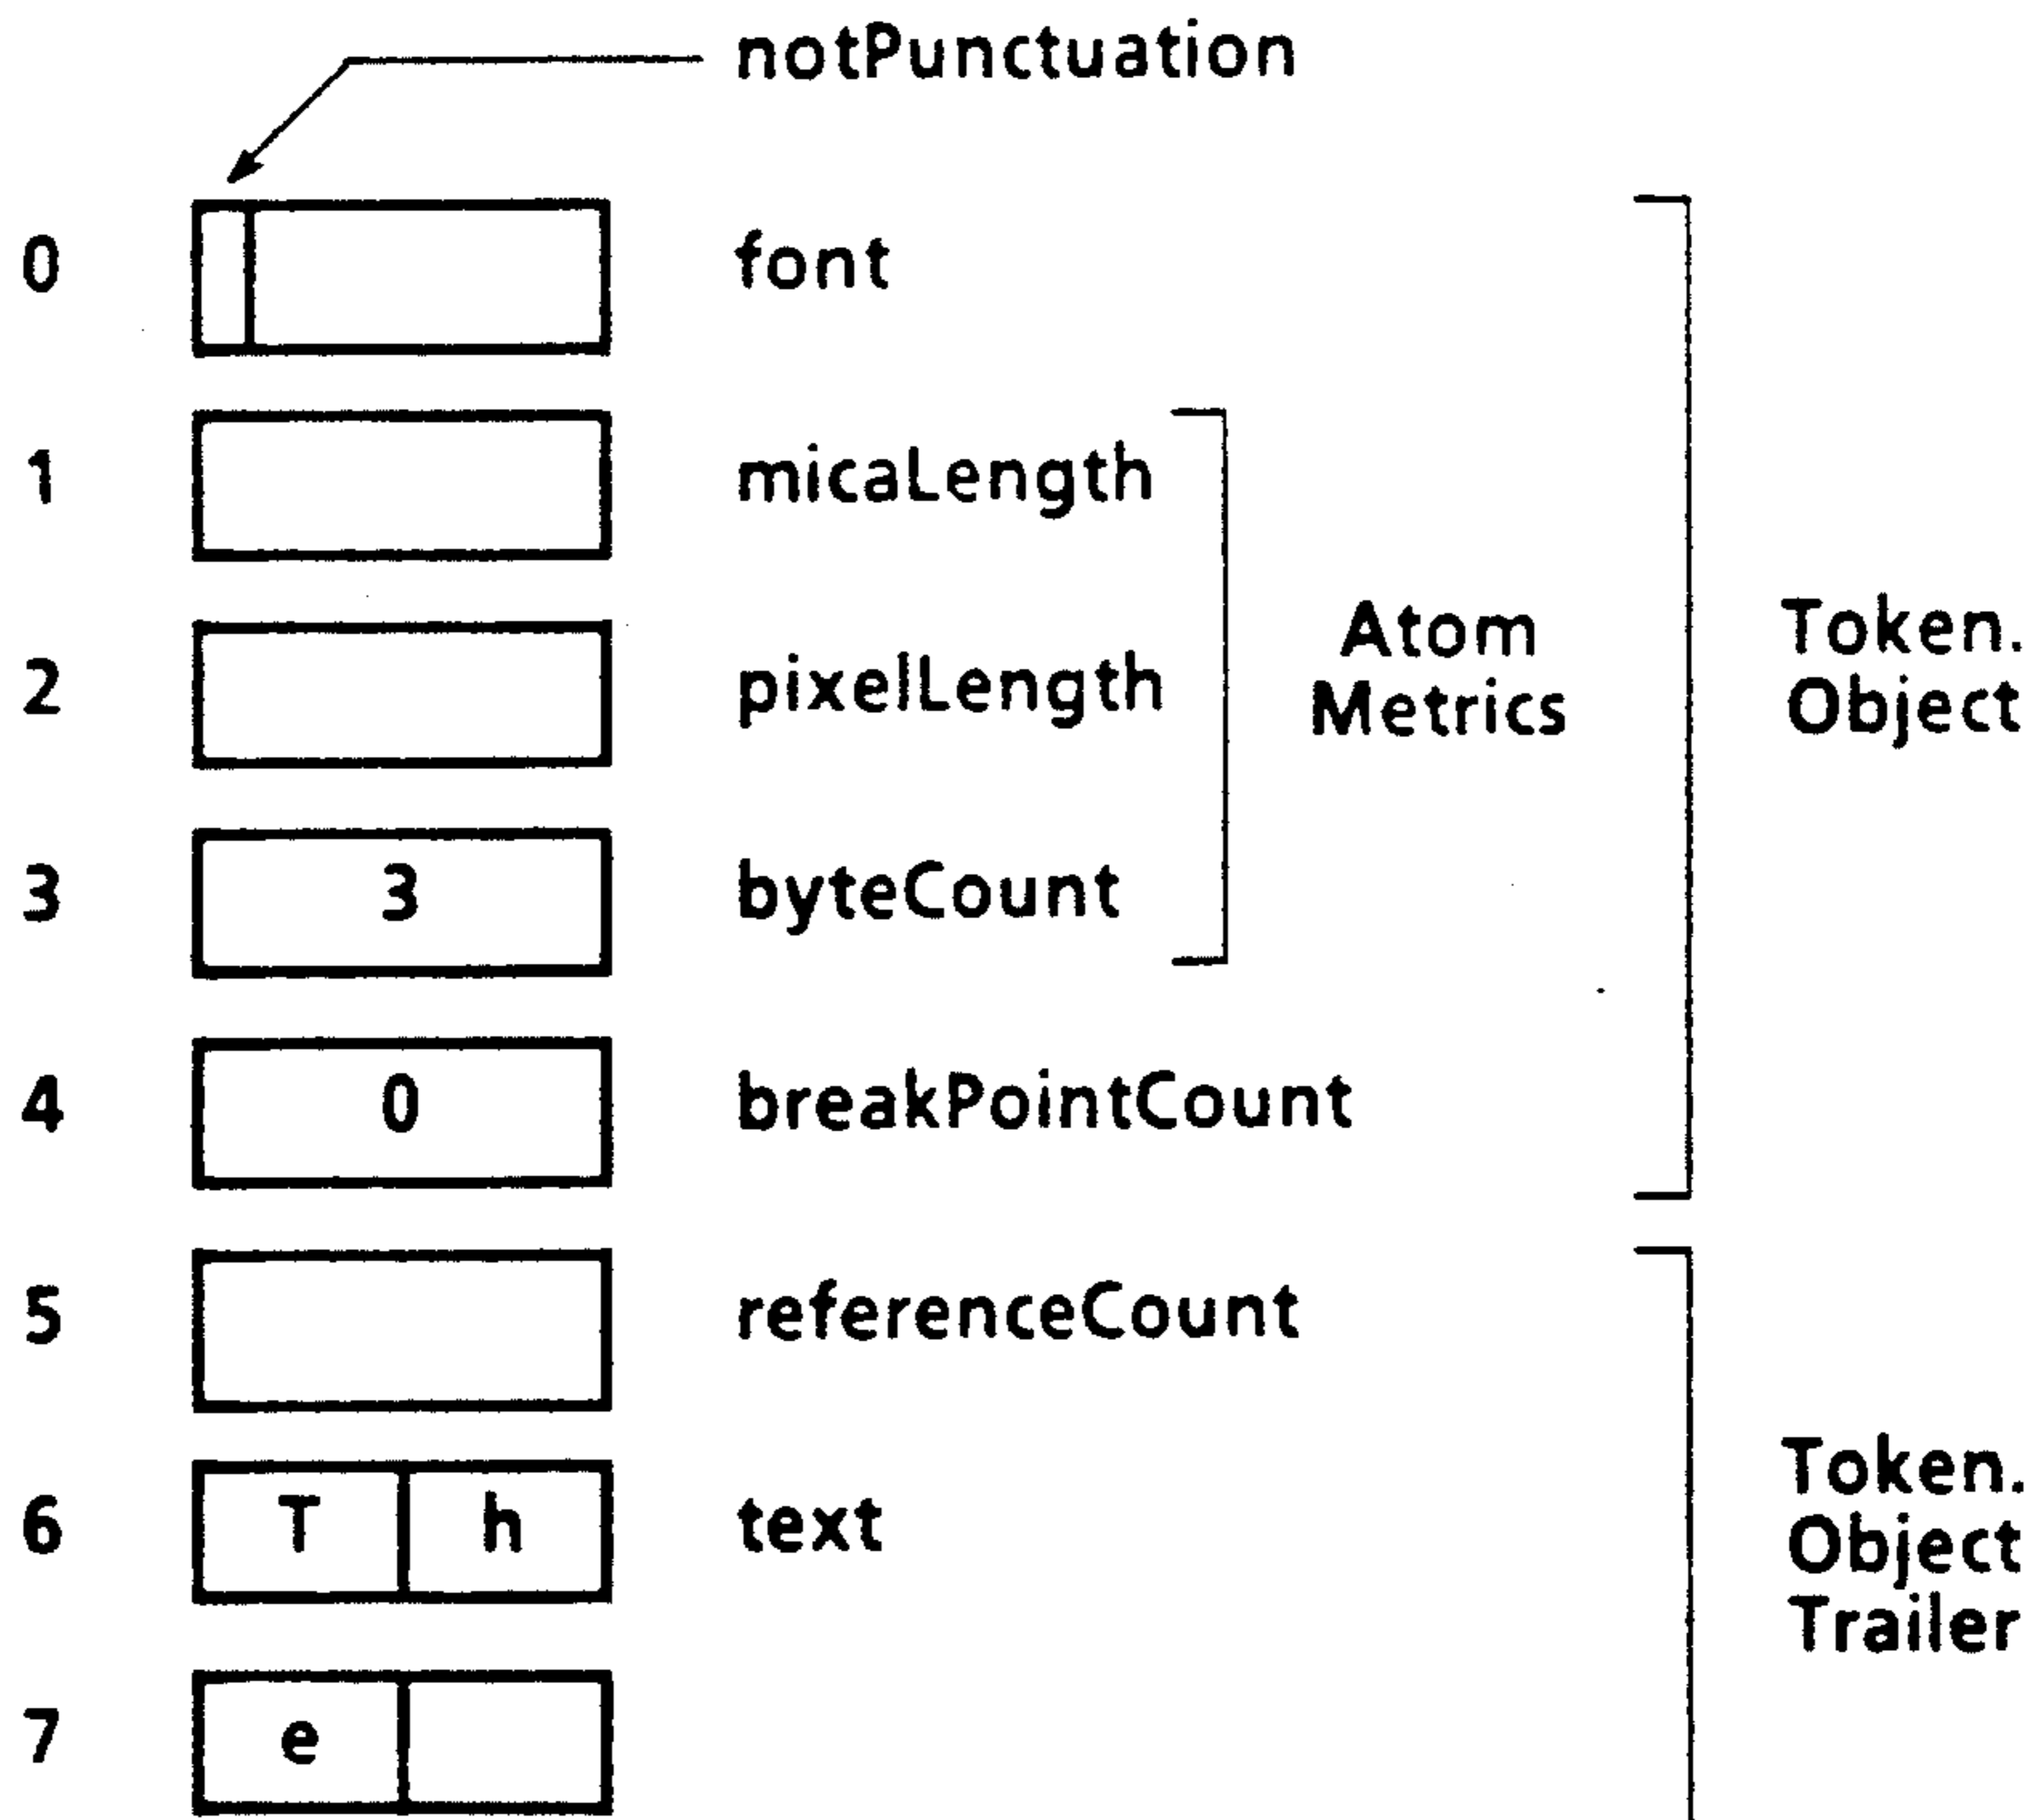 notPunctuation
0 font
1 micaLength
2 pixelLength
Atom
Metrics
Token.
Object
3 3 byteCount
4 0 breakPointCount
5 referenceCount
6 T h text
7 e
Token.
Object
Trailer